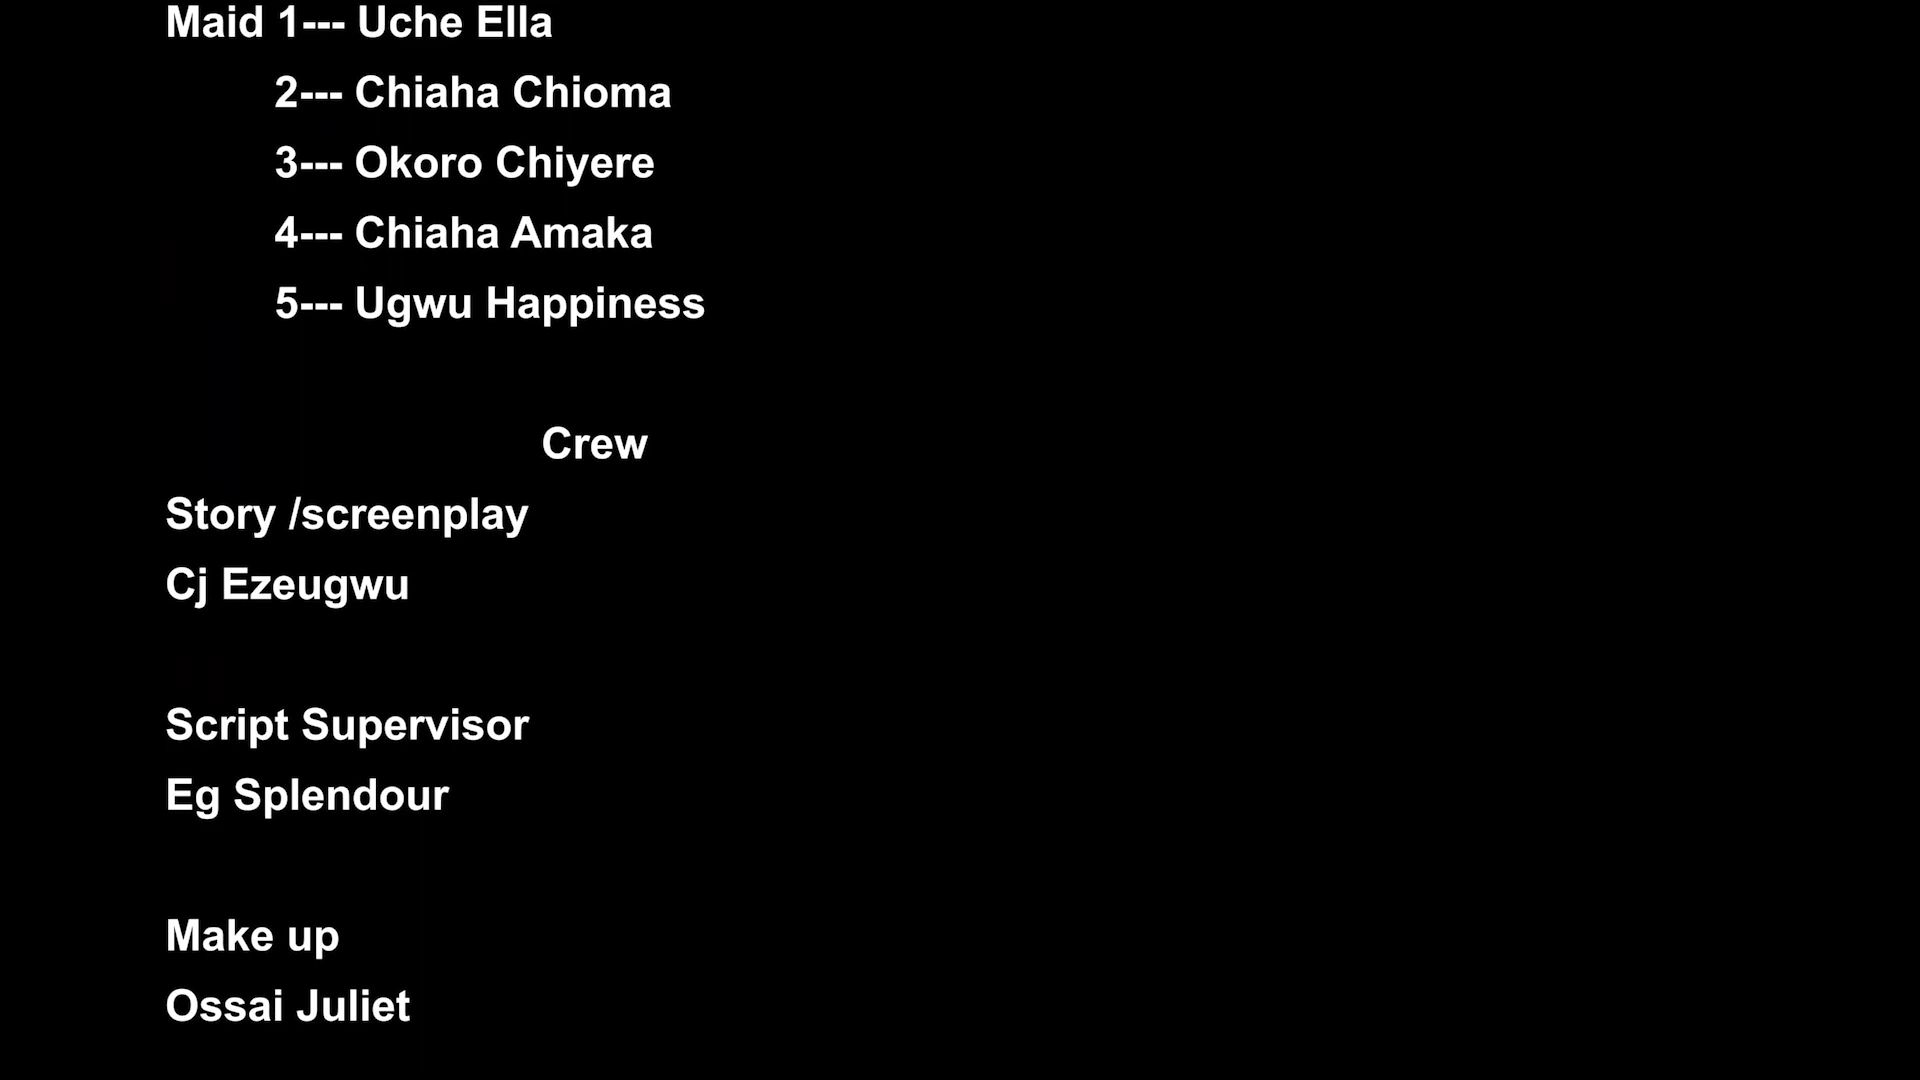 Maid 1--- Uche Ella
2--- Chiaha Chioma
3--- Okoro Chiyere
4--- Chiaha Amaka
5--- Ugwu Happiness
Crew
Story /screenplay
Cj Ezeugwu
Script Supervisor
Eg Splendour
Make up
Ossai Juliet